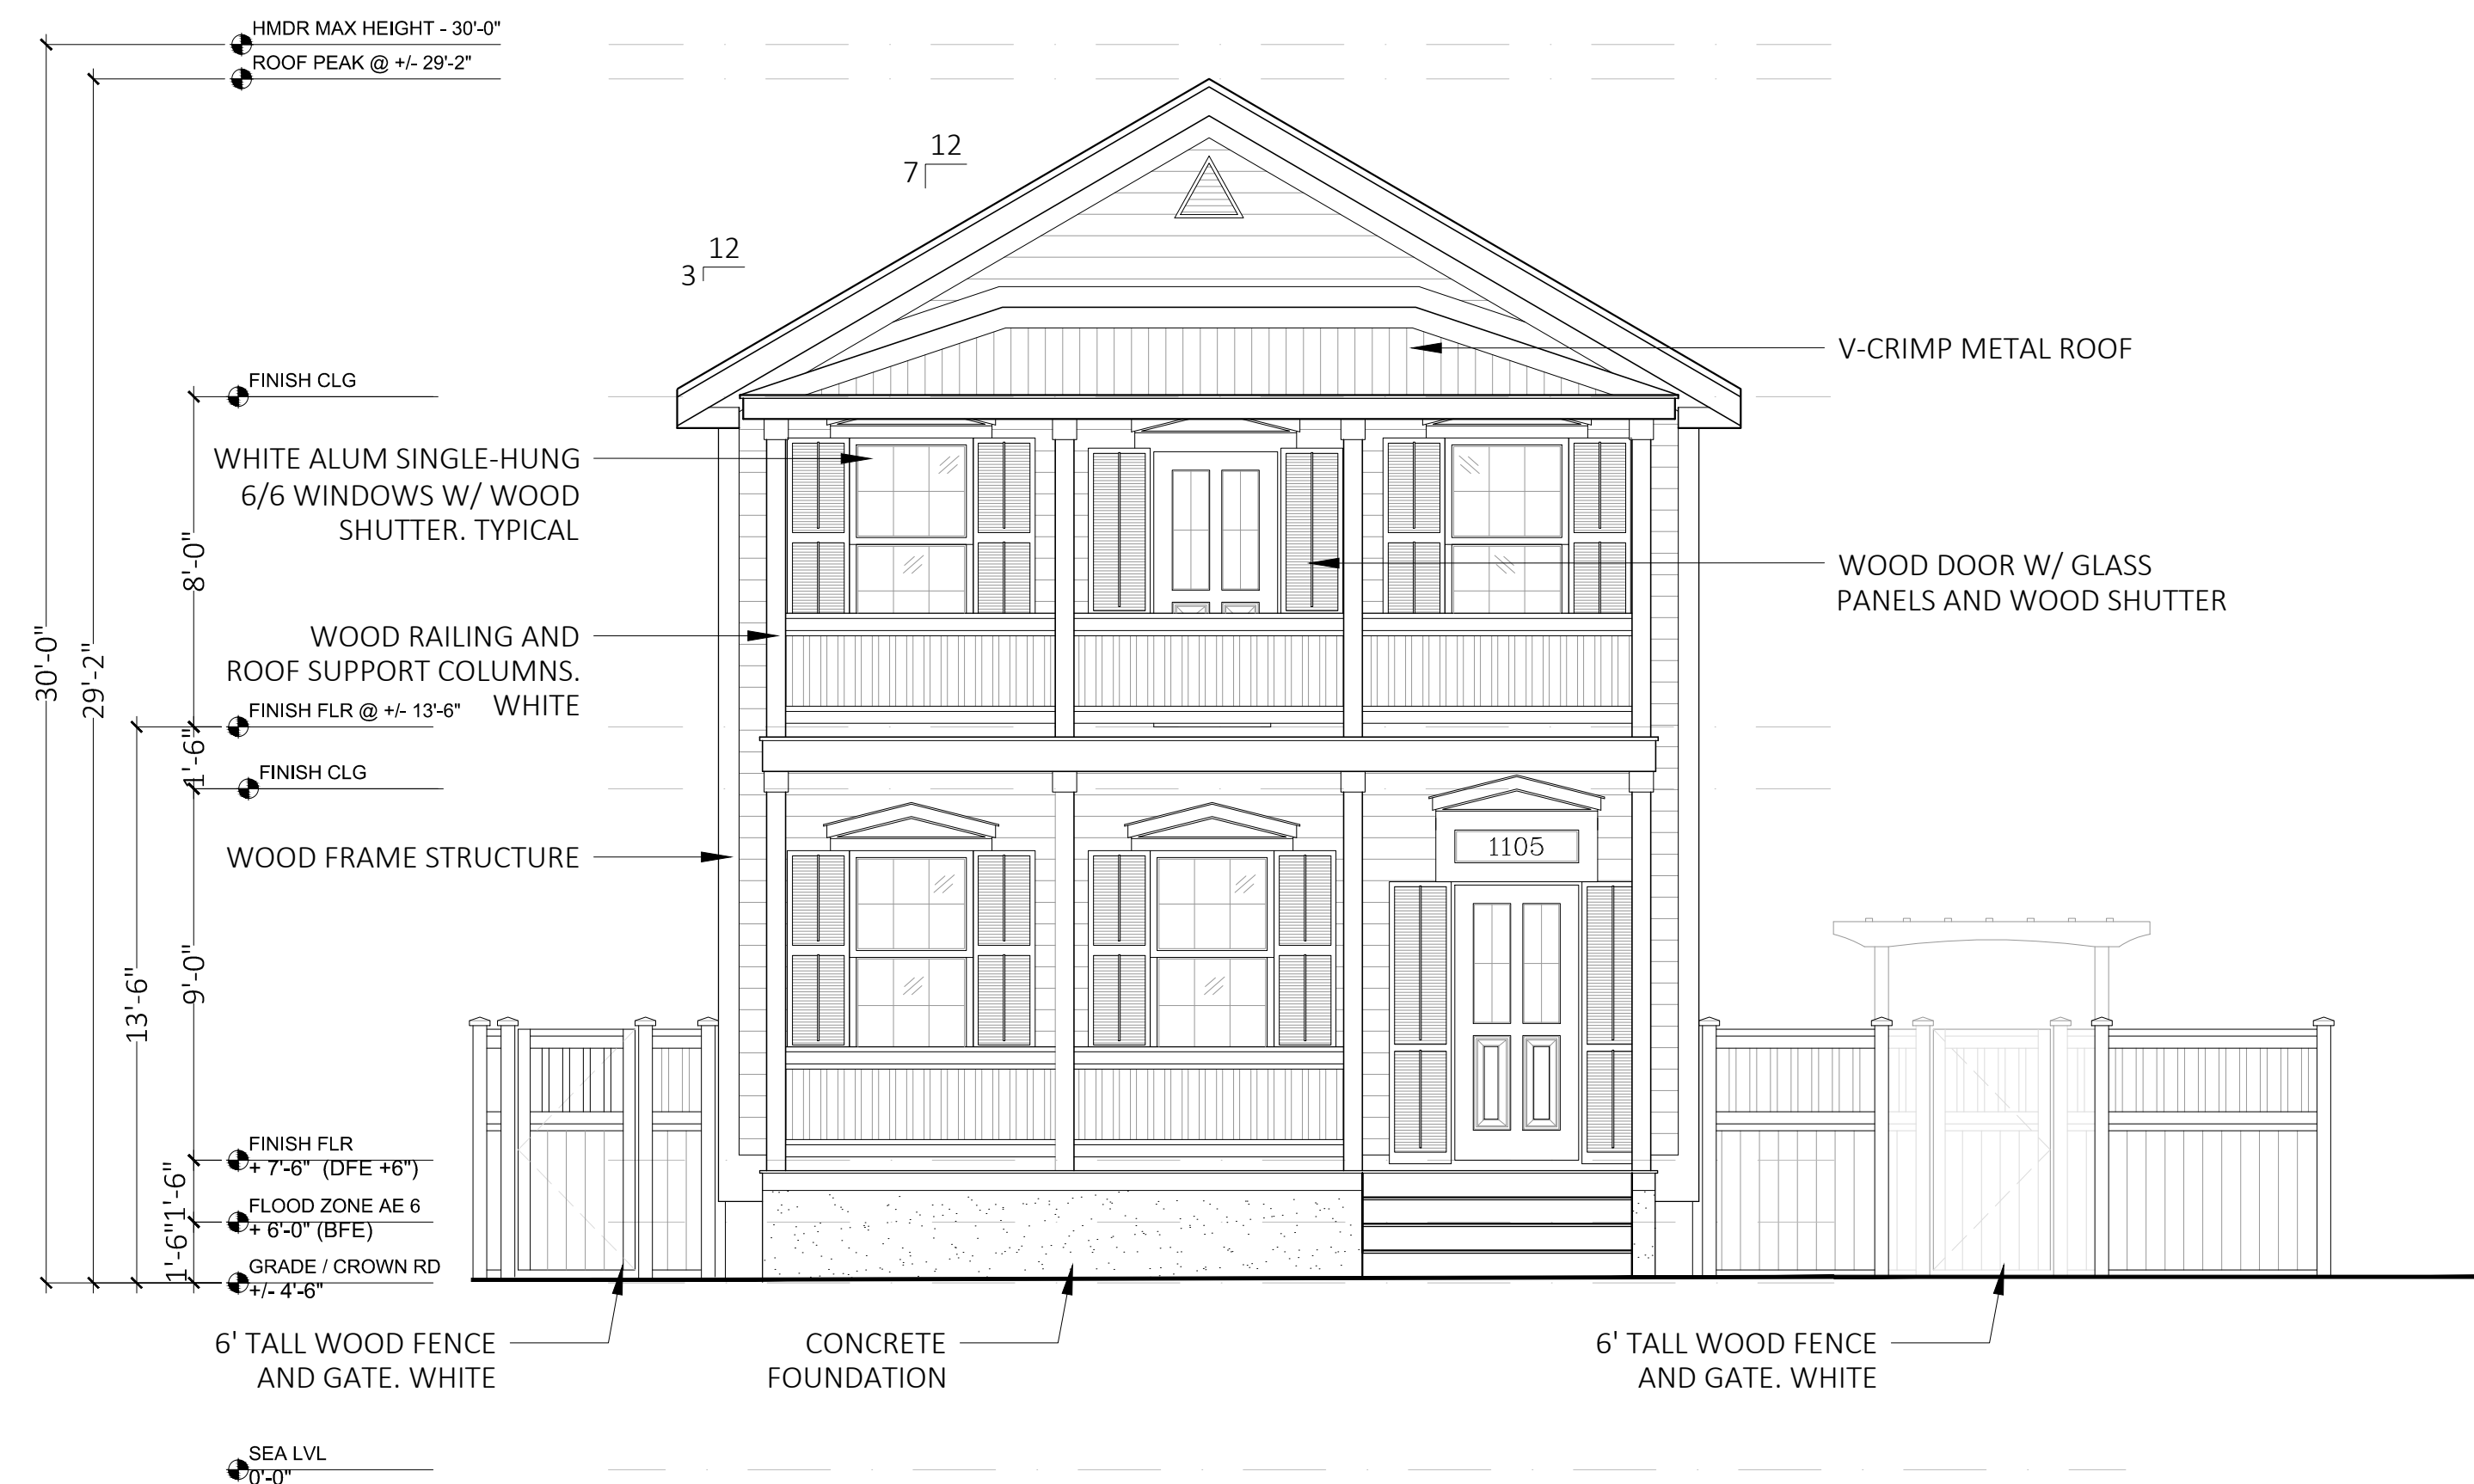 HMDR MAX HEIGHT - 30'-0"
ROOF PEAK @ +/- 29'-2"
12
7
12
3
V-CRIMP METAL ROOF
FINISH CLG
WHITE ALUM SINGLE-HUNG
6/6 WINDOWS W/ WOOD
SHUTTER. TYPICAL
8'-0"
WOOD DOOR W/ GLASS
PANELS AND WOOD SHUTTER
WOOD RAILING AND
ROOF SUPPORT COLUMNS.
WHITE
30'-0"
29'-2"
FINISH FLR @ +/- 13'-6"
1'-6"
FINISH CLG
WOOD FRAME STRUCTURE
1105
13'-6"
9'-0"
FINISH FLR
+ 7'-6" (DFE +6")
1'-6"
FLOOD ZONE AE 6
+ 6'-0" (BFE)
1'-6"
GRADE / CROWN RD
+/- 4'-6"
6' TALL WOOD FENCE
AND GATE. WHITE
CONCRETE
FOUNDATION
6' TALL WOOD FENCE
AND GATE. WHITE
SEA LVL
0'-0"